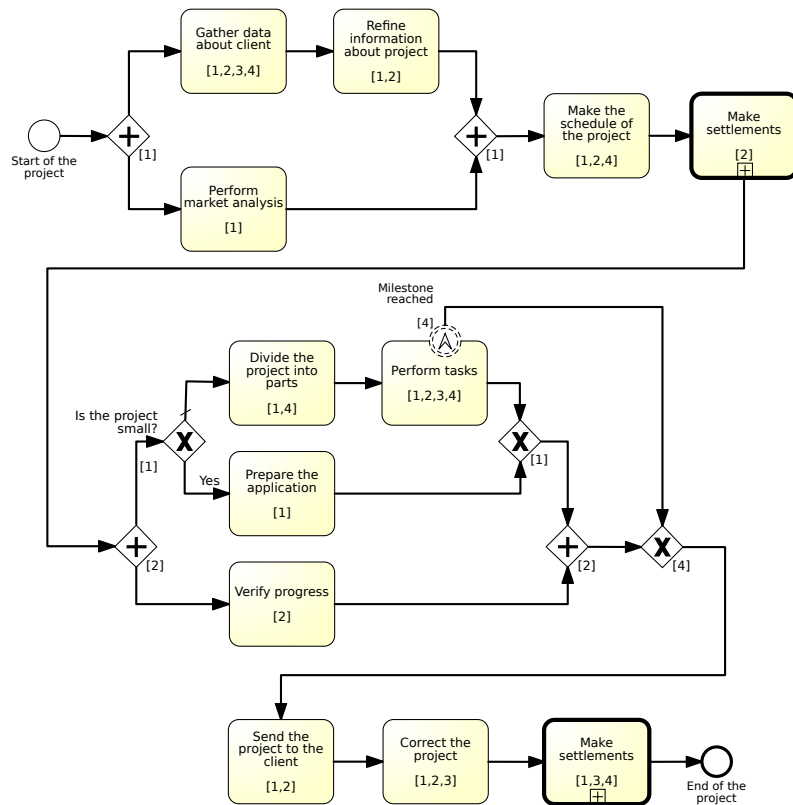 Gather data
about client
[1,2,3,4]
Refine
information
about project
[1,2]
Start of the
project
[1]
Perform
market analysis
[1]
[1]
Make the
schedule of
the project
[1,2,4]
Make
settlements
[2]
Milestone
reached
[4]
Is the project
small?
[1]
Divide the
project into
parts
[1,4]
Perform tasks
[1,2,3,4]
Yes
Prepare the
application
[1]
[1]
[2]
Verify progress
[2]
[2]
[4]
Send the
project to the
client
[1,2]
Correct the
project
[1,2,3]
Make
settlements
[1,3,4]
End of the
project